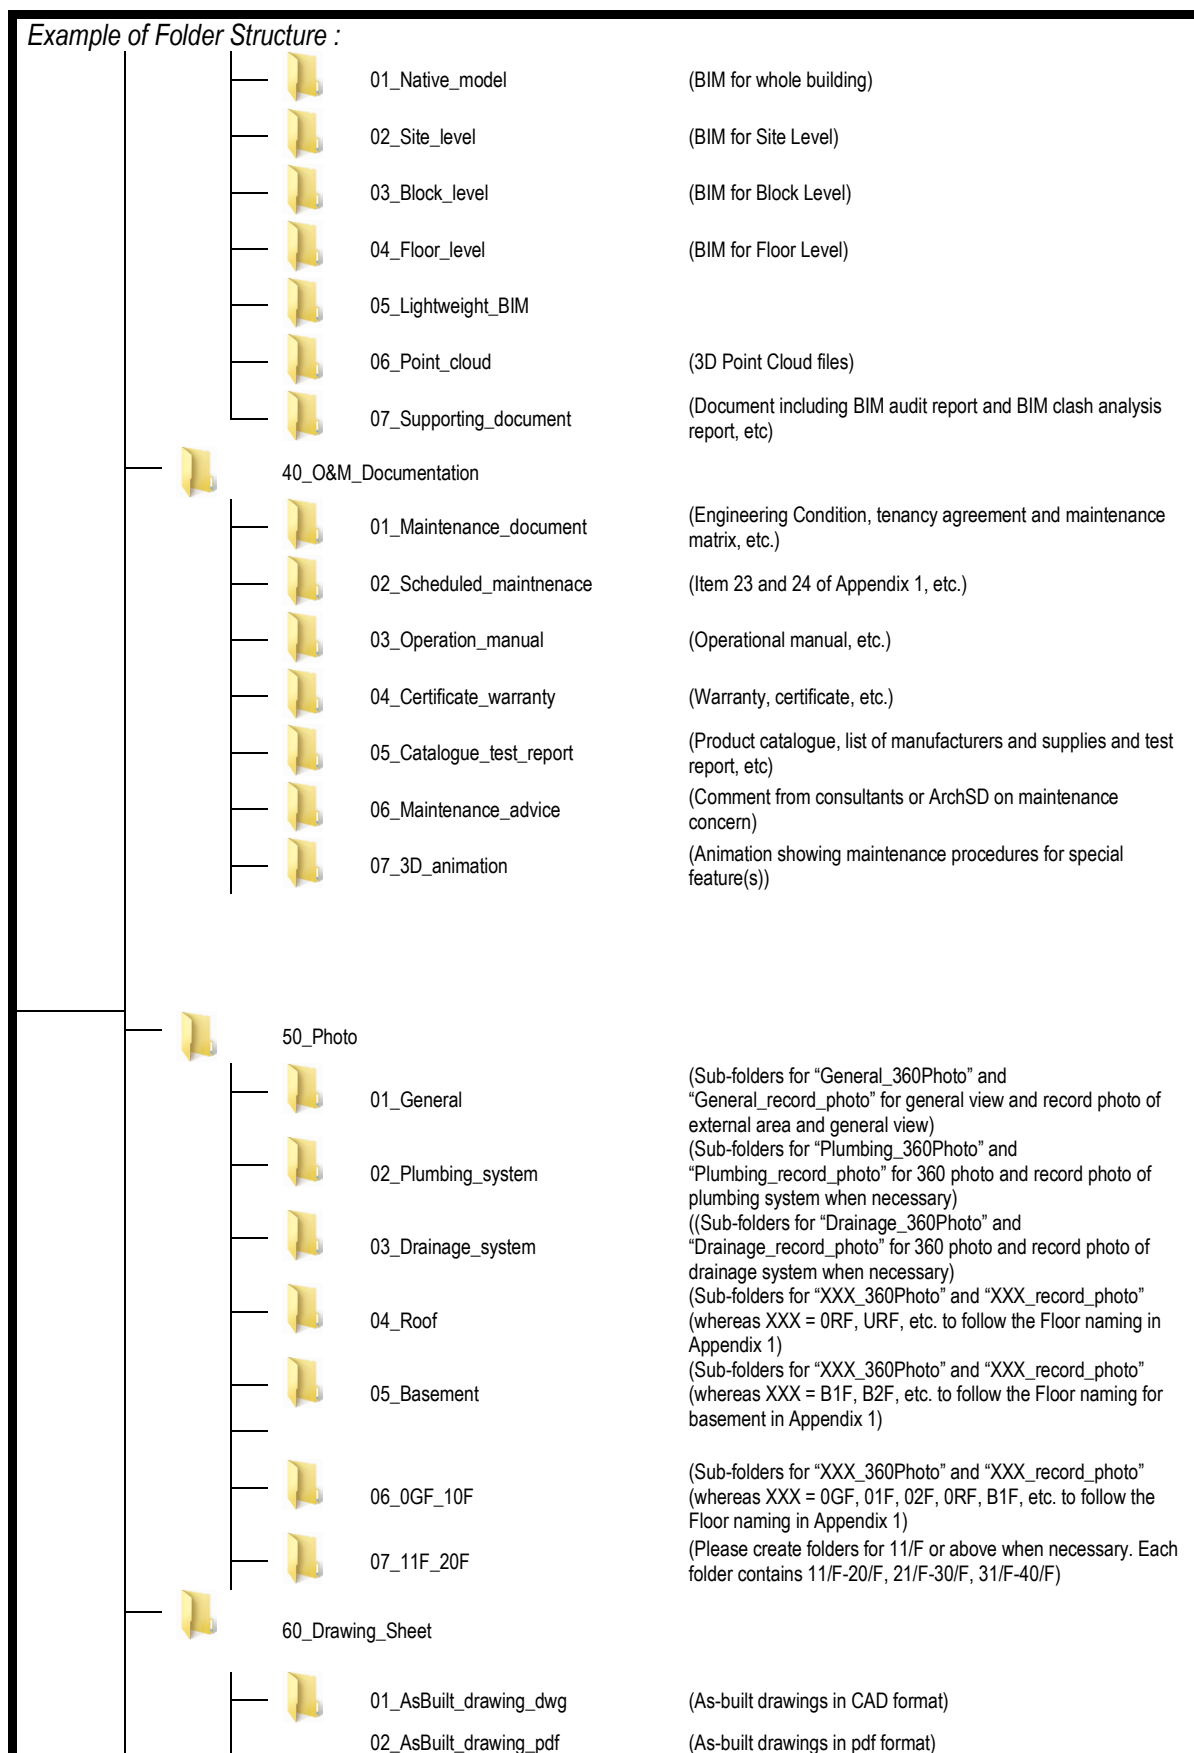 Example of Folder Structure :
01_Native_model (BIM for whole building)
02_Site_level (BIM for Site Level)
03_Block_level (BIM for Block Level)
04_Floor_level (BIM for Floor Level)
05_Lightweight_BIM
06_Point_cloud (3D Point Cloud files)
07_Supporting_document (Document including BIM audit report and BIM clash analysis
report, etc)
40_O&M_Documentation
01_Maintenance_document (Engineering Condition, tenancy agreement and maintenance
matrix, etc.)
02_Scheduled_maintnenace (Item 23 and 24 of Appendix 1, etc.)
03_Operation_manual (Operational manual, etc.)
04_Certificate_warranty (Warranty, certificate, etc.)
05_Catalogue_test_report (Product catalogue, list of manufacturers and supplies and test
report, etc)
06_Maintenance_advice (Comment from consultants or ArchSD on maintenance
concern)
07_3D_animation (Animation showing maintenance procedures for special
feature(s))
50_Photo
01_General (Sub-folders for “General_360Photo” and
“General_record_photo” for general view and record photo of
external area and general view)
02_Plumbing_system (Sub-folders for “Plumbing_360Photo” and
“Plumbing_record_photo” for 360 photo and record photo of
plumbing system when necessary)
03_Drainage_system ((Sub-folders for “Drainage_360Photo” and
“Drainage_record_photo” for 360 photo and record photo of
drainage system when necessary)
04_Roof (Sub-folders for “XXX_360Photo” and “XXX_record_photo”
(whereas XXX = 0RF, URF, etc. to follow the Floor naming in
Appendix 1)
05_Basement (Sub-folders for “XXX_360Photo” and “XXX_record_photo”
(whereas XXX = B1F, B2F, etc. to follow the Floor naming for
basement in Appendix 1)
06_0GF_10F (Sub-folders for “XXX_360Photo” and “XXX_record_photo”
(whereas XXX = 0GF, 01F, 02F, 0RF, B1F, etc. to follow the
Floor naming in Appendix 1)
07_11F_20F (Please create folders for 11/F or above when necessary. Each
folder contains 11/F-20/F, 21/F-30/F, 31/F-40/F)
60_Drawing_Sheet
01_AsBuilt_drawing_dwg (As-built drawings in CAD format)
02_AsBuilt_drawing_pdf (As-built drawings in pdf format)